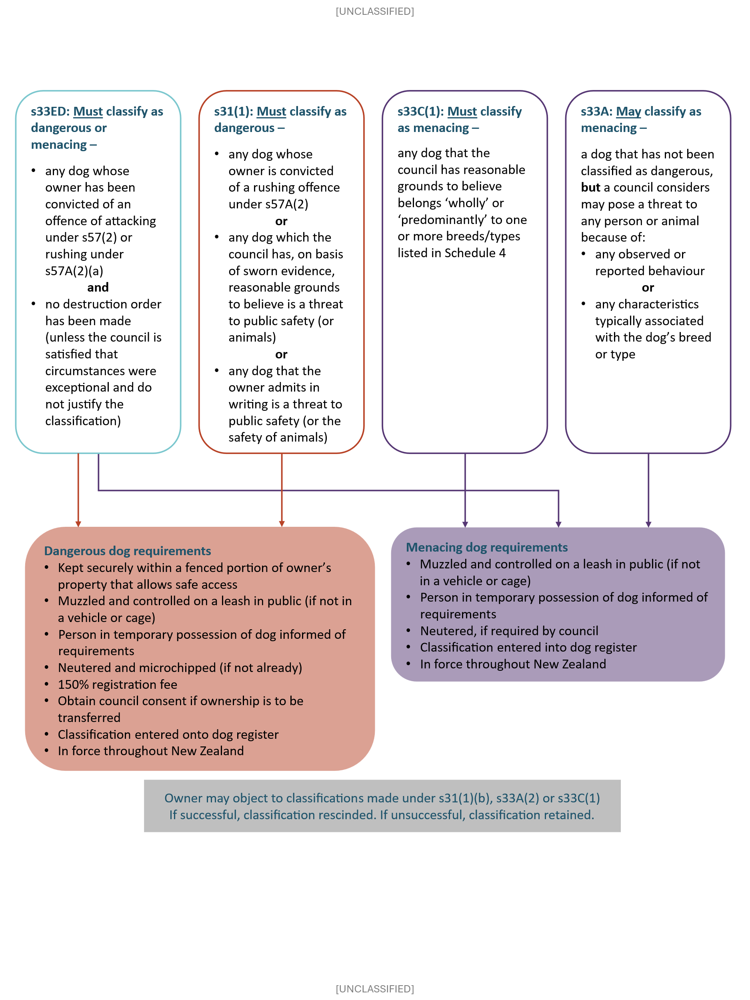 [UNCLASSIFIED]
s33ED: Must classify as
dangerous or
menacing –
• any dog whose
owner has been
convicted of an
offence of attacking
under s57(2) or
rushing under
s57A(2)(a)
and
• no destruction order
has been made
(unless the council is
satisfied that
circumstances were
exceptional and do
not justify the
classification)
s31(1): Must classify as
dangerous –
• any dog whose
owner is convicted
of a rushing offence
under s57A(2)
or
• any dog which the
council has, on basis
of sworn evidence,
reasonable grounds
to believe is a threat
to public safety (or
animals)
or
• any dog that the
owner admits in
writing is a threat to
public safety (or the
safety of animals)
s33C(1): Must classify
as menacing –
any dog that the
council has reasonable
grounds to believe
belongs ‘wholly’ or
‘predominantly’ to one
or more breeds/types
listed in Schedule 4
s33A: May classify as
menacing –
a dog that has not been
classified as dangerous,
but a council considers
may pose a threat to
any person or animal
because of:
• any observed or
reported behaviour
or
• any characteristics
typically associated
with the dog’s breed
or type
Dangerous dog requirements
• Kept securely within a fenced portion of owner’s
property that allows safe access
• Muzzled and controlled on a leash in public (if not in
a vehicle or cage)
• Person in temporary possession of dog informed of
requirements
• Neutered and microchipped (if not already)
• 150% registration fee
• Obtain council consent if ownership is to be
transferred
• Classification entered onto dog register
• In force throughout New Zealand
Menacing dog requirements
• Muzzled and controlled on a leash in public (if not
in a vehicle or cage)
• Person in temporary possession of dog informed of
requirements
• Neutered, if required by council
• Classification entered into dog register
• In force throughout New Zealand
Owner may object to classifications made under s31(1)(b), s33A(2) or s33C(1)
If successful, classification rescinded. If unsuccessful, classification retained.
[UNCLASSIFIED]